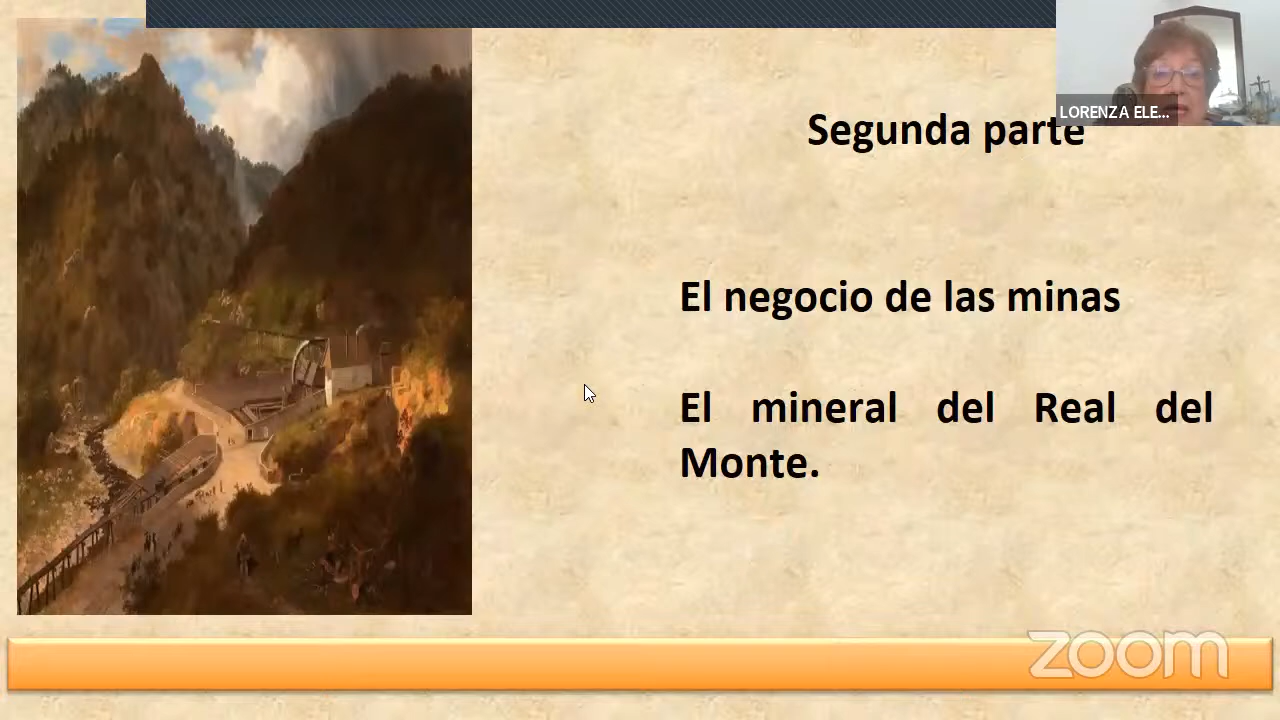 LORENZA ELE...
Segunda parte
El negocio de las minas
El mineral del Real del
Monte.
zoom